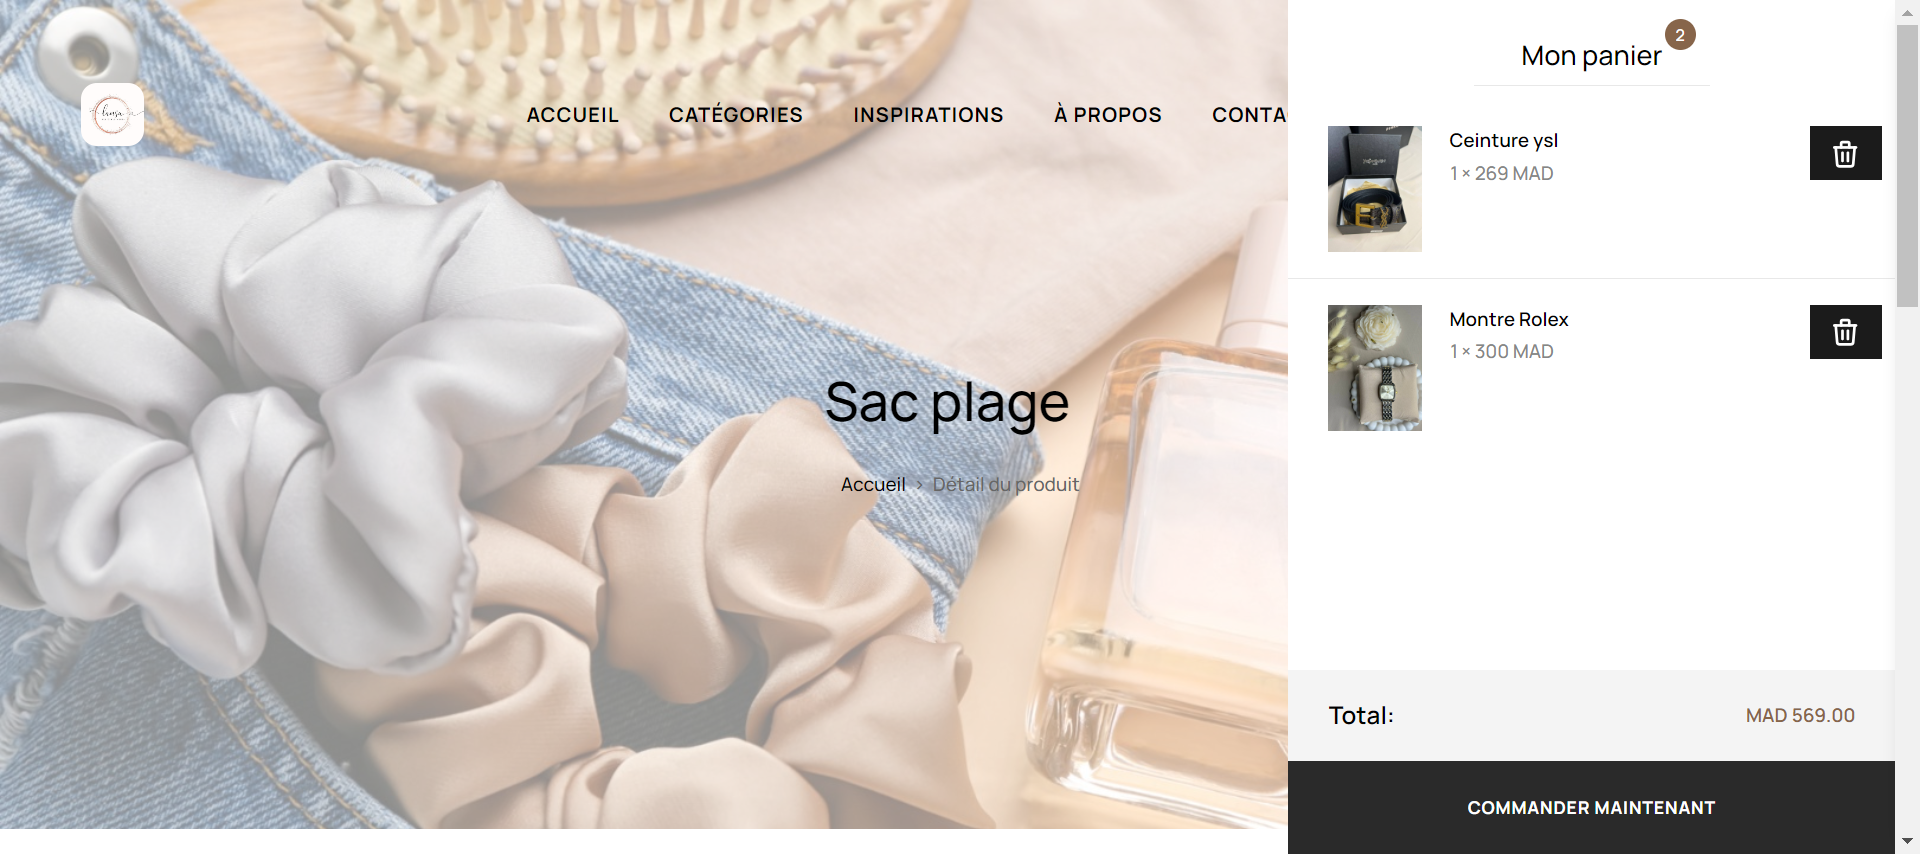 ACCUEIL CATÉGORIES INSPIRATIONS À PROPOS CONTA
Sac plage
Accueil > Détail du produit
Mon panier 2
Ceinture ysl
1 × 269 MAD
Montre Rolex
1 × 300 MAD
Total: MAD 569.00
COMMANDER MAINTENANT